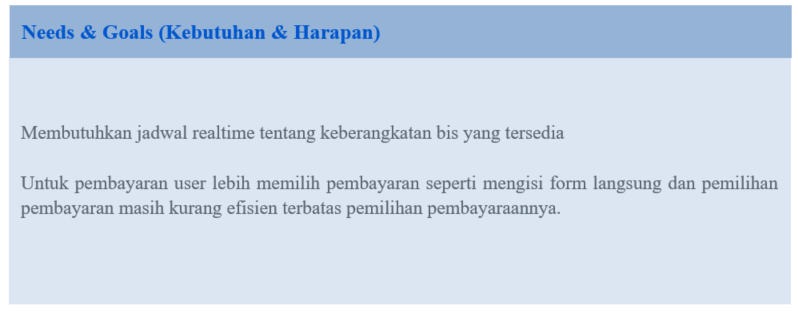 Needs & Goals (Kebutuhan & Harapan)
Membutuhkan jadwal realtime tentang keberangkatan bis yang tersedia
Untuk pembayaran user lebih memilih pembayaran seperti mengisi form langsung dan pemilihan
pembayaran masih kurang efisien terbatas pemilihan pembayaraannya.